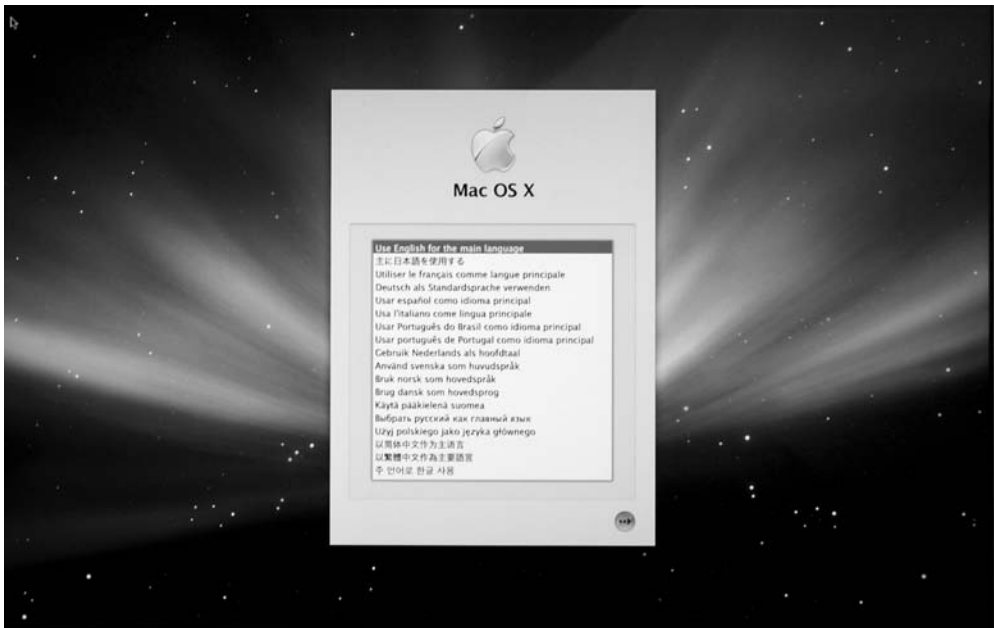 Mac OS X
Use English for the main language
主に日本語を使用する
Utiliser le français comme langue principale
Deutsch als Standardsprache verwenden
Usar español como idioma principal
Usa l'italiano come lingua principale
Usar Português do Brasil como idioma principal
Usar português de Portugal como idioma principal
Gebruik Nederlands als hoofdtaal
Använd svenska som huvudspråk
Bruk norsk som hovedspråk
Brug dansk som hovedsprog
Käytä pääkielenä suomea
Выбрать русский как главный язык
Użyj polskiego jako języka głównego
以简体中文作为主语言
以繁體中文作為主要語言
주 언어로 한글 사용